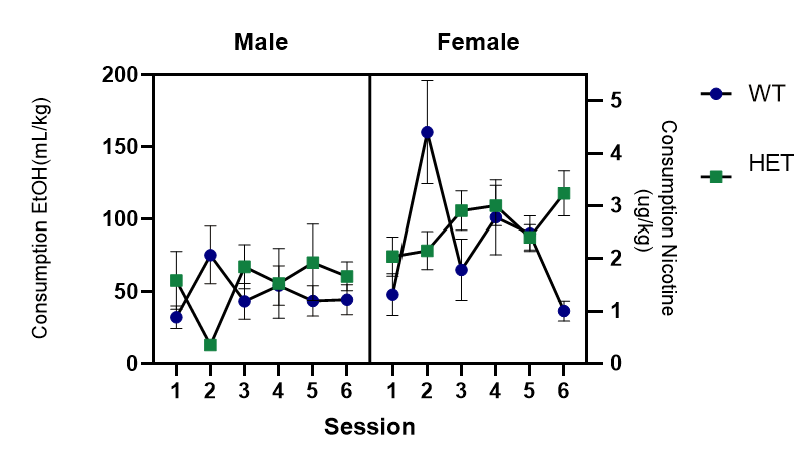 Male Female
Consumption EtOH(mL/kg)
200
150
100
50
0
5
4
3
2
1
0
Consumption Nicotine
(ug/kg)
WT
HET
1 2 3 4 5 6 1 2 3 4 5 6
Session